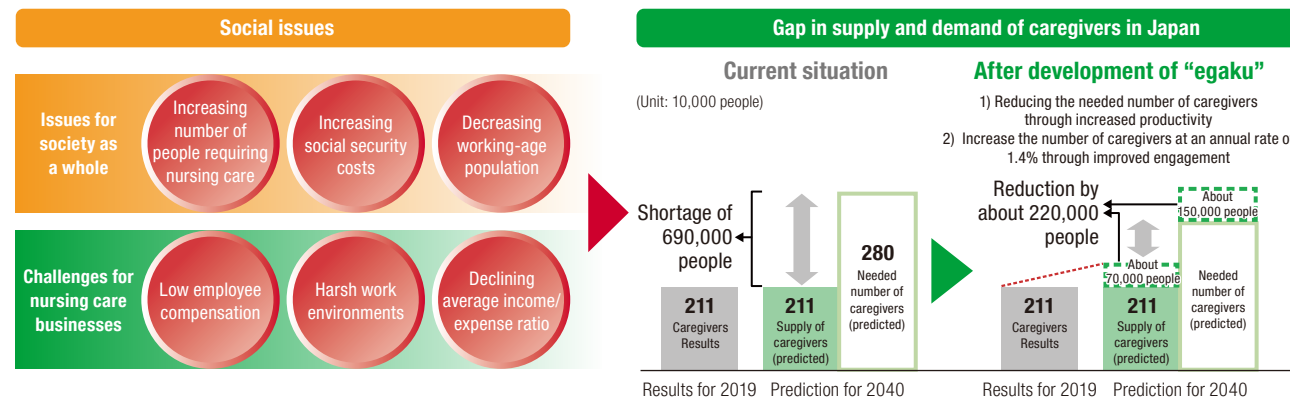 Social issues
Issues for
society as
a whole
Increasing
number of
people requiring
nursing care
Increasing
social security
costs
Decreasing
working-age
population
Challenges for
nursing care
businesses
Low employee
compensation
Harsh work
environments
Declining
average income/
expense ratio
Gap in supply and demand of caregivers in Japan
Current situation
(Unit: 10,000 people)
Shortage of
690,000
people
211
Caregivers
Results
211
Supply of
caregivers
(predicted)
280
Needed
number of
caregivers
(predicted)
Results for 2019
Prediction for 2040
After development of “egaku”
1) Reducing the needed number of caregivers
through increased productivity
2) Increase the number of caregivers at an annual rate o
1.4% through improved engagement
Reduction by
about 220,000
people
About
150,000 people
About
70,000 people
211
Caregivers
Results
211
Supply of
caregivers
(predicted)
Needed
number of
caregivers
(predicted)
Results for 2019
Prediction for 2040